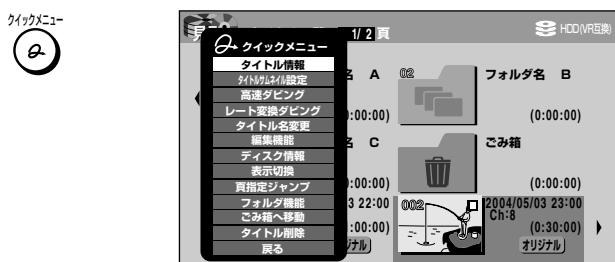 クイックメニュー
1/ 2 頁
HDD(VR互換)
クイックメニュー
タイトル情報
タイトルサムネイル設定
高速ダビング
レート変換ダビング
タイトル名変更
編集機能
ディスク情報
表示切換
頁指定ジャンプ
フォルダ機能
ごみ箱へ移動
タイトル削除
戻る
名 A
:00:00)
02
フォルダ名 B
(0:00:00)
名 C
:00:00)
ごみ箱
(0:00:00)
3 22:00
:00:00)
ジナル
002
2004/05/03 23:00
Ch:8
(0:30:00)
オリジナル